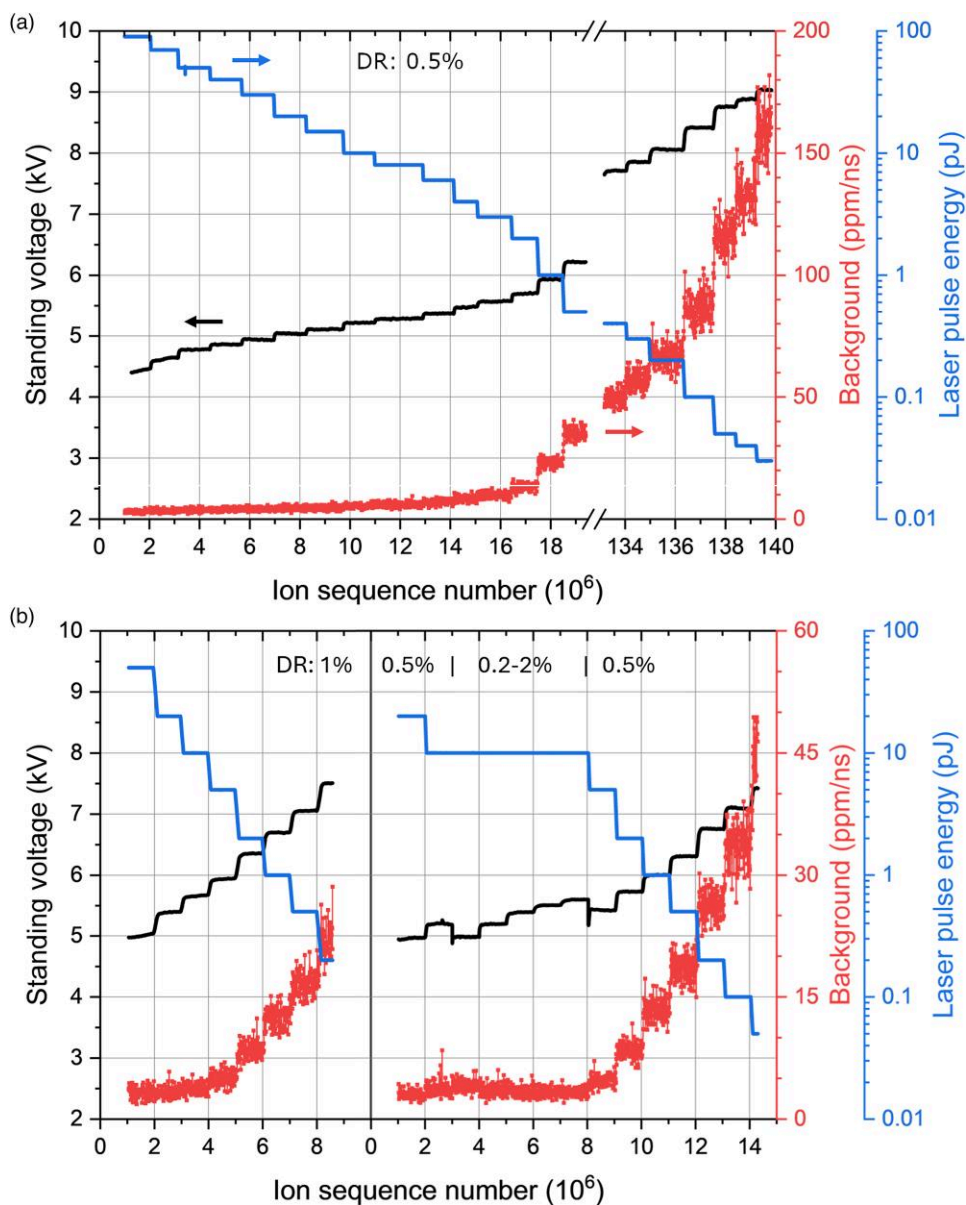 (a)
DR: 0.5%
10
9
8
7
6
5
4
3
2
Standing voltage (kV)
200
150
100
50
0
Background (ppm/ns)
100
10
1
0.1
0.01
Laser pulse energy (pJ)
0 2 4 6 8 10 12 14 16 18 134 136 138 140
Ion sequence number (10⁶)
(b)
DR: 1% 0.5% | 0.2-2% | 0.5%
10
9
8
7
6
5
4
3
2
Standing voltage (kV)
60
45
30
15
0
Background (ppm/ns)
100
10
1
0.1
0.01
Laser pulse energy (pJ)
0 2 4 6 8 0 2 4 6 8 10 12 14
Ion sequence number (10⁶)